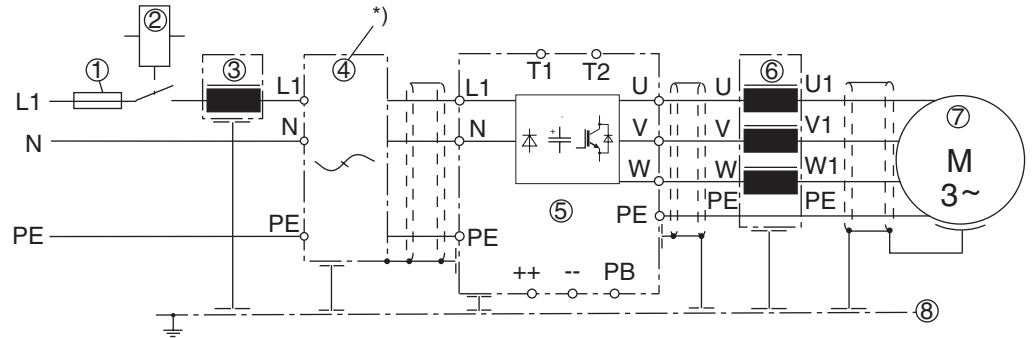 *)
② T1 T2
① ③ ④ ⑥
L1 L1 L1 U U U1 ⑦
N N N V V V1 M
W W W1 3~
⑤ PE PE PE
PE PE PE
++ -- PB
⑧